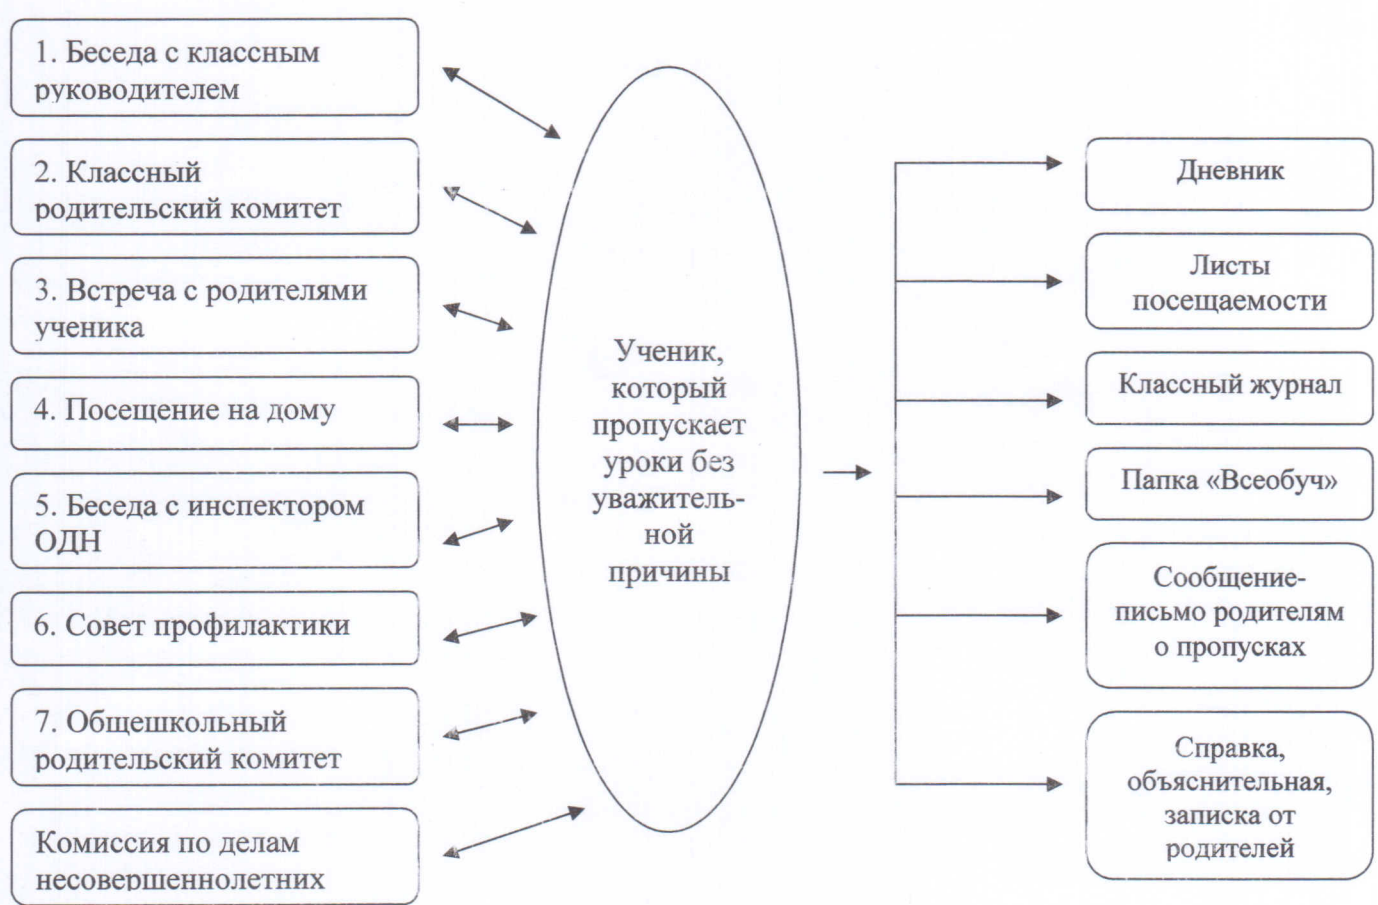 1. Беседа с классным
руководителем
2. Классный
родительский комитет
3. Встреча с родителями
ученика
4. Посещение на дому
5. Беседа с инспектором
ОДН
6. Совет профилактики
7. Общешкольный
родительский комитет
Комиссия по делам
несовершеннолетних
Ученик,
который
пропускает
уроки без
уважитель-
ной
причины
Дневник
Листы
посещаемости
Классный журнал
Папка «Всеобуч»
Сообщение-
письмо родителям
о пропусках
Справка,
объяснительная,
записка от
родителей